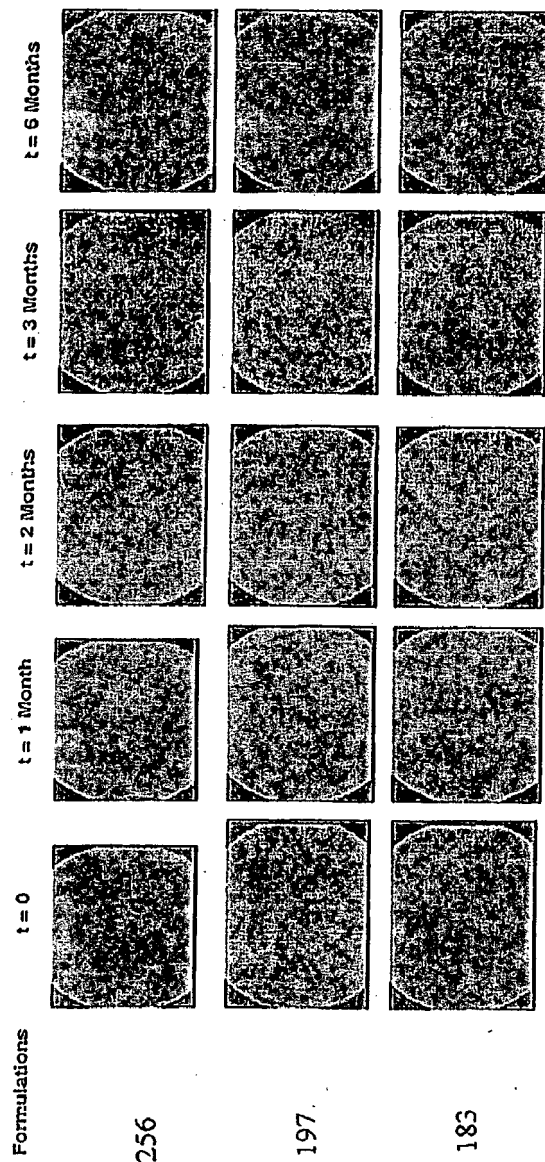 Formulations t = 0 t = 1 Month t = 2 Months t = 3 Months t = 6 Months
256
197.
183